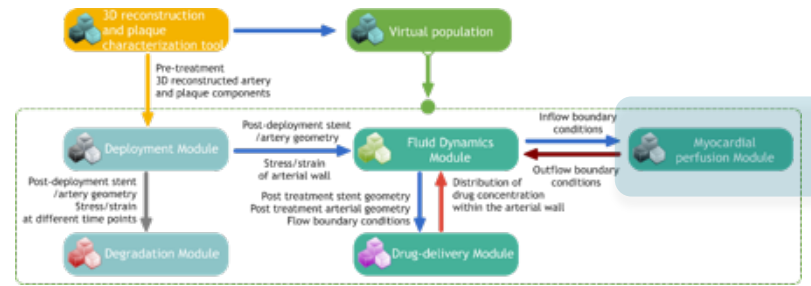 3D reconstruction
and plaque
characterization tool
Virtual population
Pre-treatment
3D reconstructed artery
and plaque components
Deployment Module
Post-deployment stent
/artery geometry
Stress/strain
of arterial wall
Fluid Dynamics
Module
Inflow boundary
conditions
Outflow boundary
conditions
Myocardial
perfusion Module
Post-deployment stent
/artery geometry
Stress/strain
at different time points
Post treatment stent geometry
Post treatment arterial geometry
Flow boundary conditions
Distribution of
drug concentration
within the arterial wall
Degradation Module
Drug-delivery Module